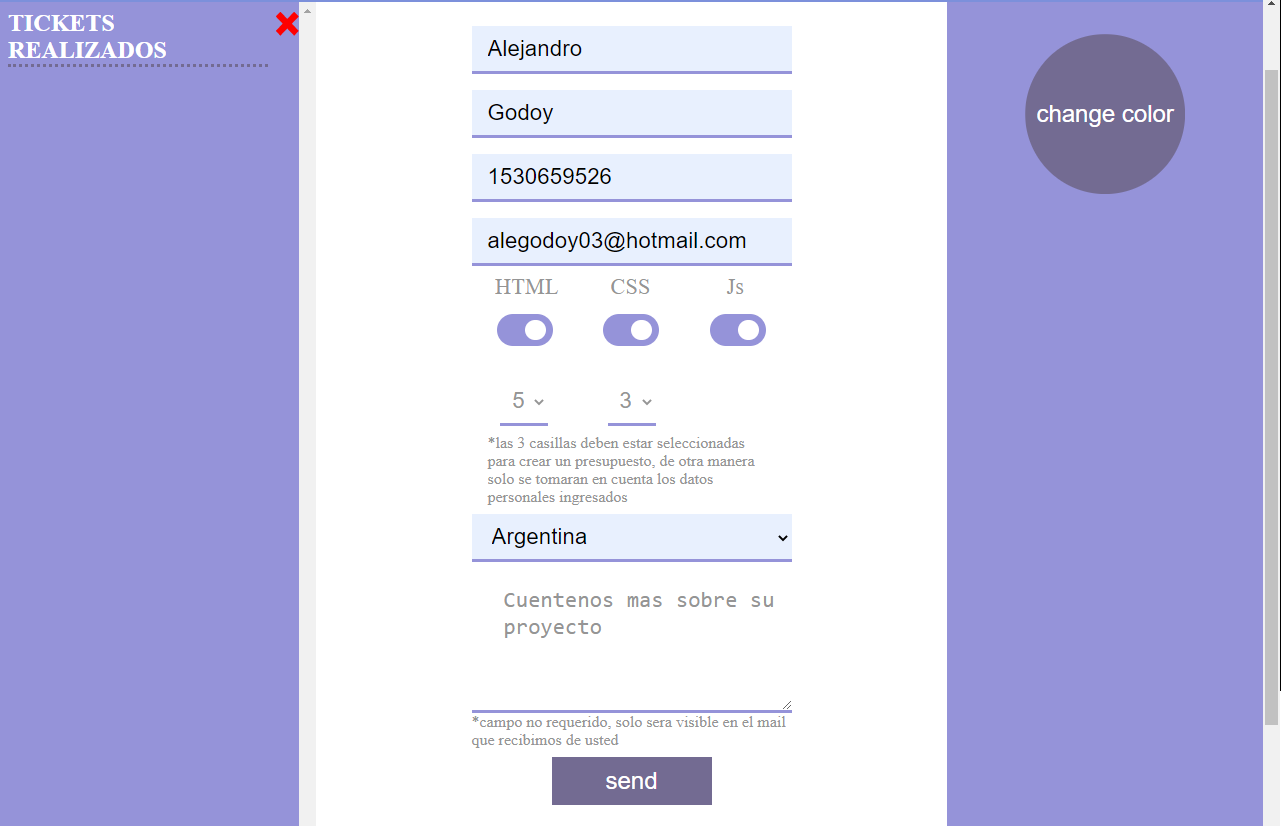 TICKETS
REALIZADOS
Alejandro
Godoy
1530659526
alegodoy03@hotmail.com
HTML CSS Js
5 3
*las 3 casillas deben estar seleccionadas
para crear un presupuesto, de otra manera
solo se tomaran en cuenta los datos
personales ingresados
Argentina
Cuentenos mas sobre su
proyecto
*campo no requerido, solo sera visible en el mail
que recibimos de usted
send
change color